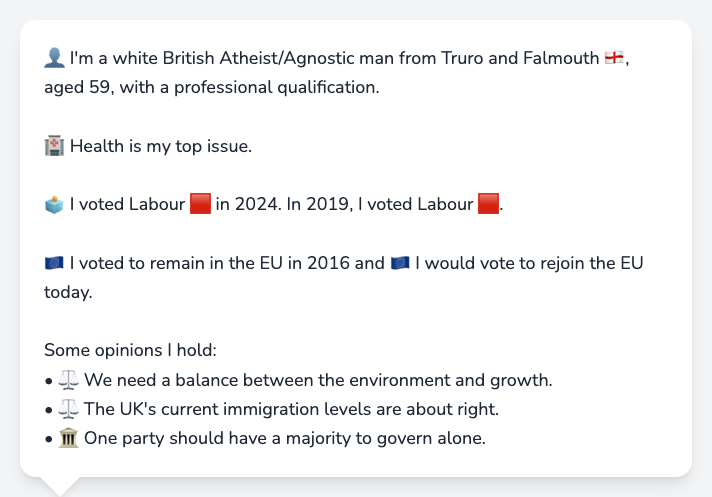 👤 I'm a white British Atheist/Agnostic man from Truro and Falmouth 🏴󠁧󠁢󠁥󠁮󠁧󠁿,
aged 59, with a professional qualification.
🏥 Health is my top issue.
🗳️ I voted Labour 🟥 in 2024. In 2019, I voted Labour 🟥.
🇪🇺 I voted to remain in the EU in 2016 and 🇪🇺 I would vote to rejoin the EU
today.
Some opinions I hold:
• ⚖️ We need a balance between the environment and growth.
• ⚖️ The UK's current immigration levels are about right.
• 🏛️ One party should have a majority to govern alone.